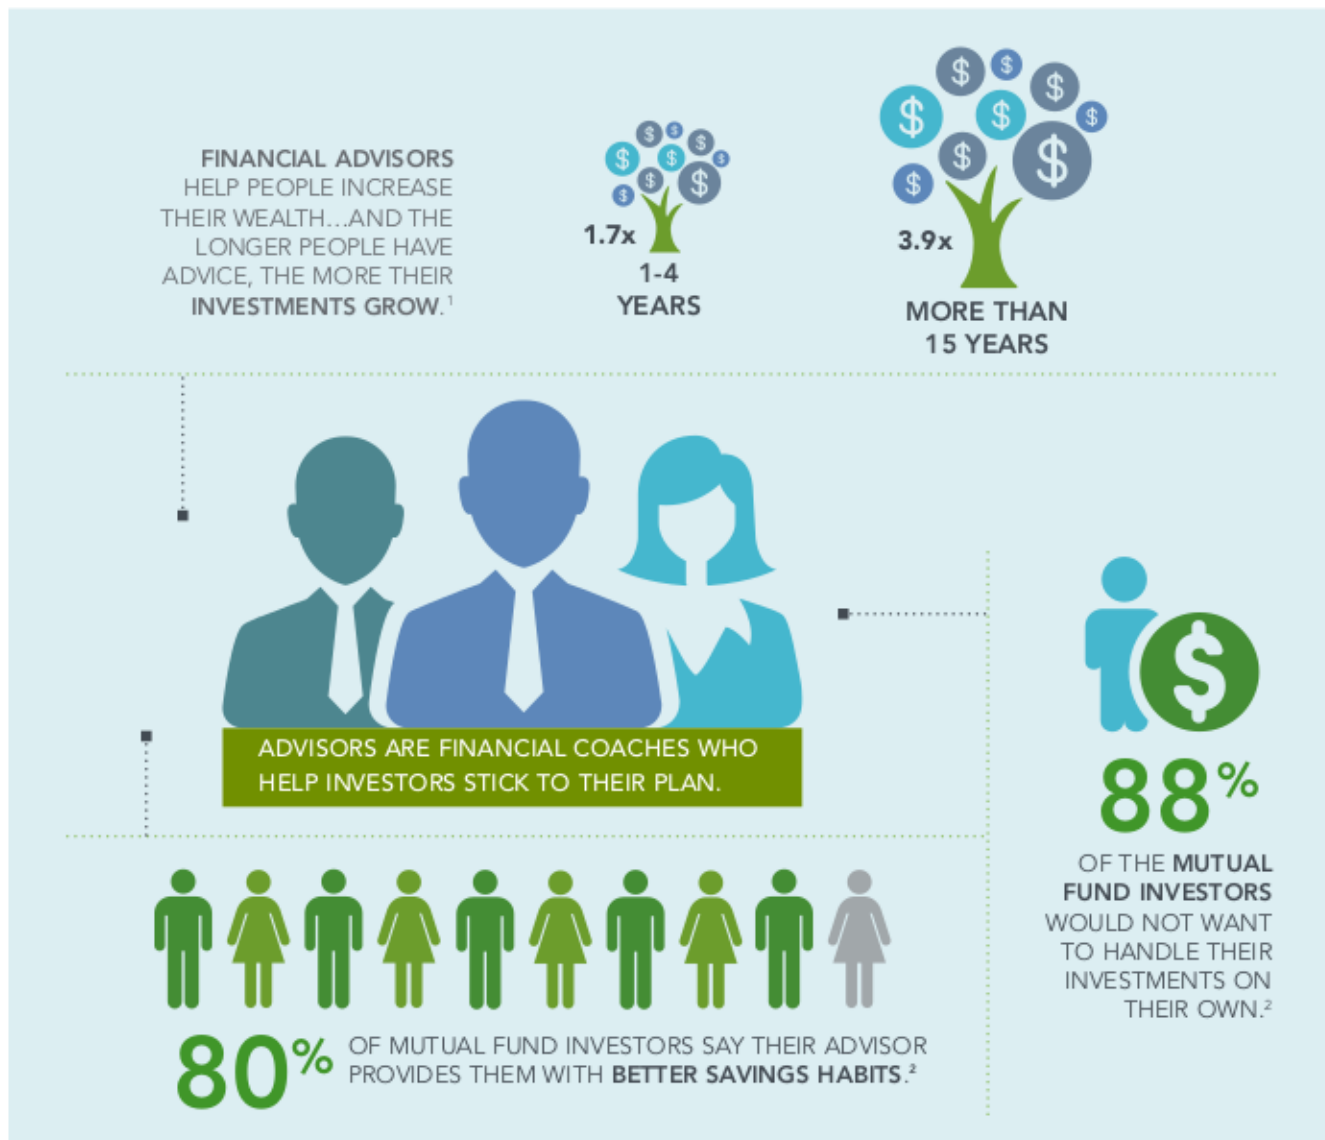 FINANCIAL ADVISORS
HELP PEOPLE INCREASE
THEIR WEALTH...AND THE
LONGER PEOPLE HAVE
ADVICE, THE MORE THEIR
INVESTMENTS GROW.¹
$ $ $ $ $ $ $ $ $
1.7x
1-4
YEARS
$ $ $ $ $ $ $ $ $
3.9x
MORE THAN
15 YEARS
ADVISORS ARE FINANCIAL COACHES WHO
HELP INVESTORS STICK TO THEIR PLAN.
$
88%
OF THE MUTUAL
FUND INVESTORS
WOULD NOT WANT
TO HANDLE THEIR
INVESTMENTS ON
THEIR OWN.²
80%
OF MUTUAL FUND INVESTORS SAY THEIR ADVISOR
PROVIDES THEM WITH BETTER SAVINGS HABITS.²